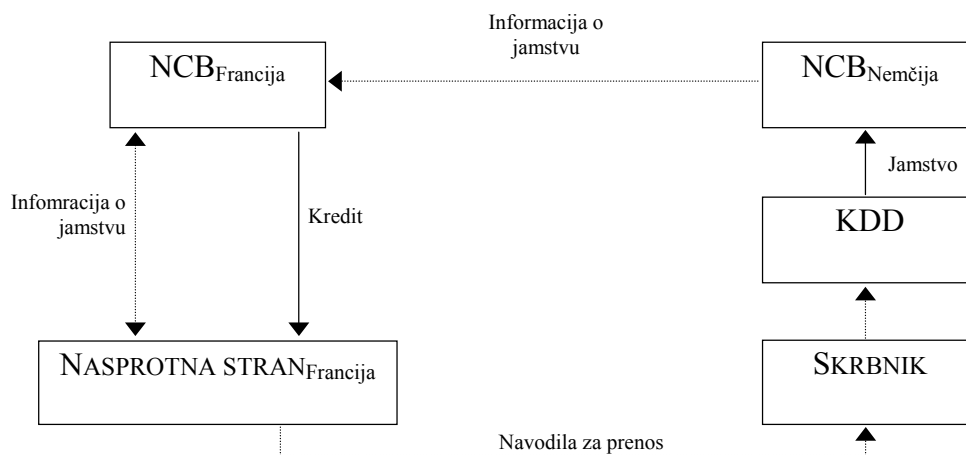 Informacija o
jamstvu
NCBFrancija
NCBNemčija
Infomracija o
jamstvu
Kredit
Jamstvo
KDD
NASPROTNA STRANFrancija
SKRBNIK
Navodila za prenos